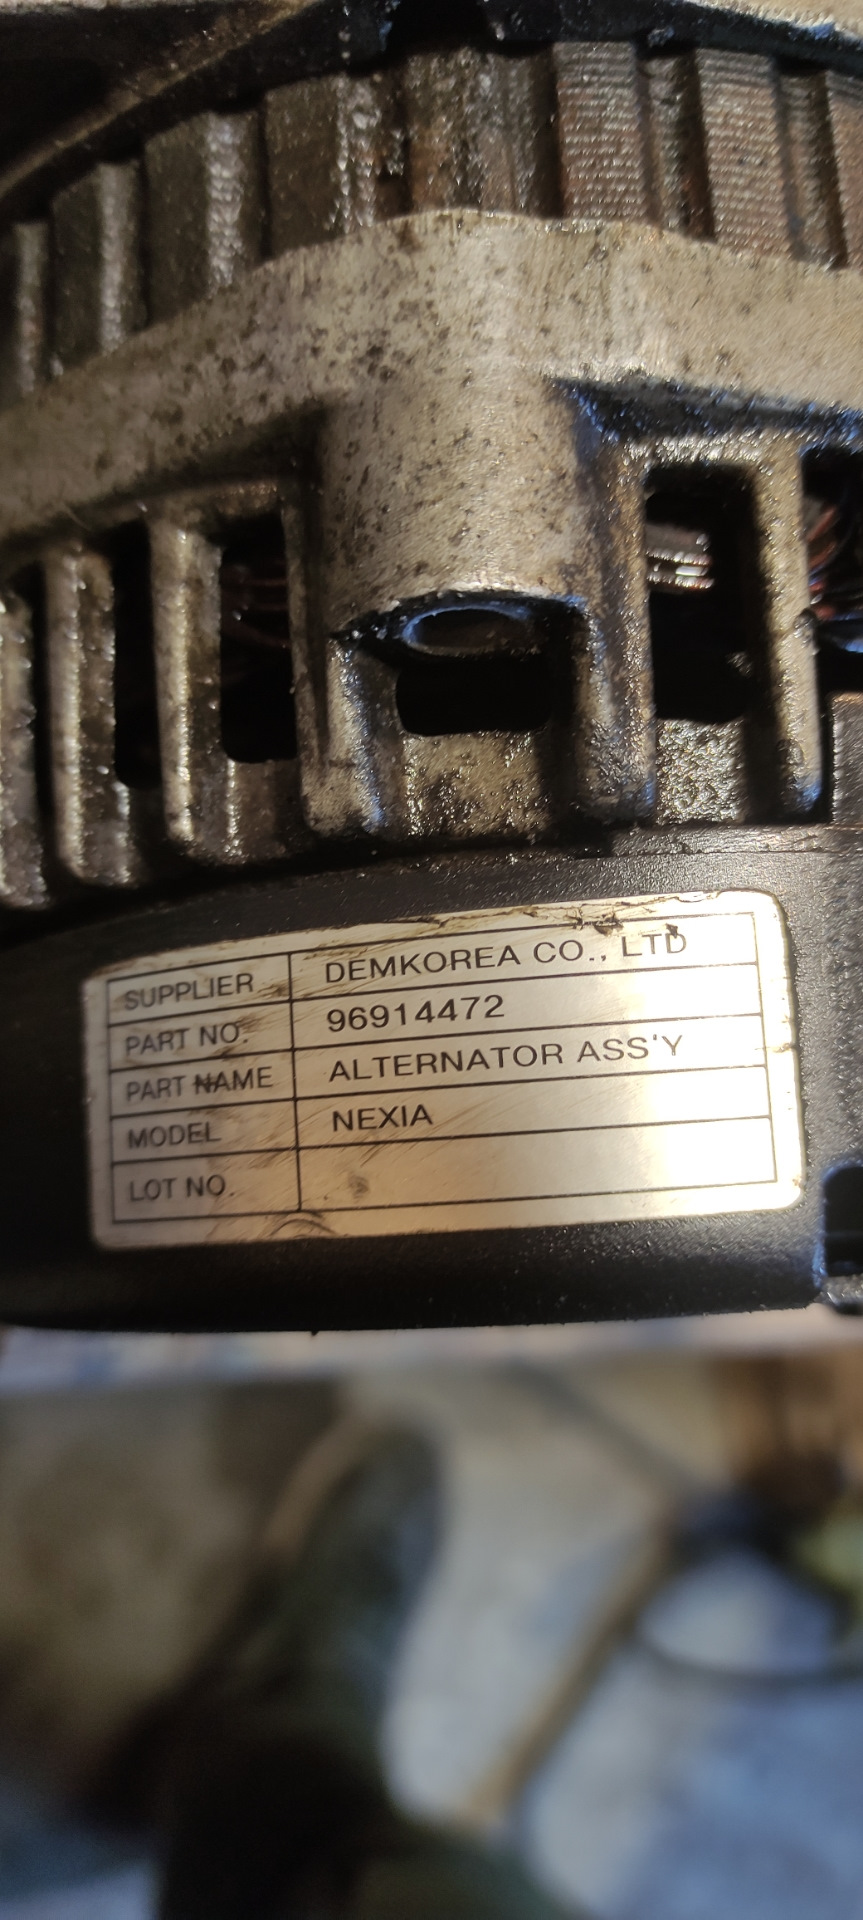 SUPPLIER DEMKOREA CO., LTD
PART NO. 96914472
PART NAME ALTERNATOR ASS'Y
MODEL NEXIA
LOT NO.